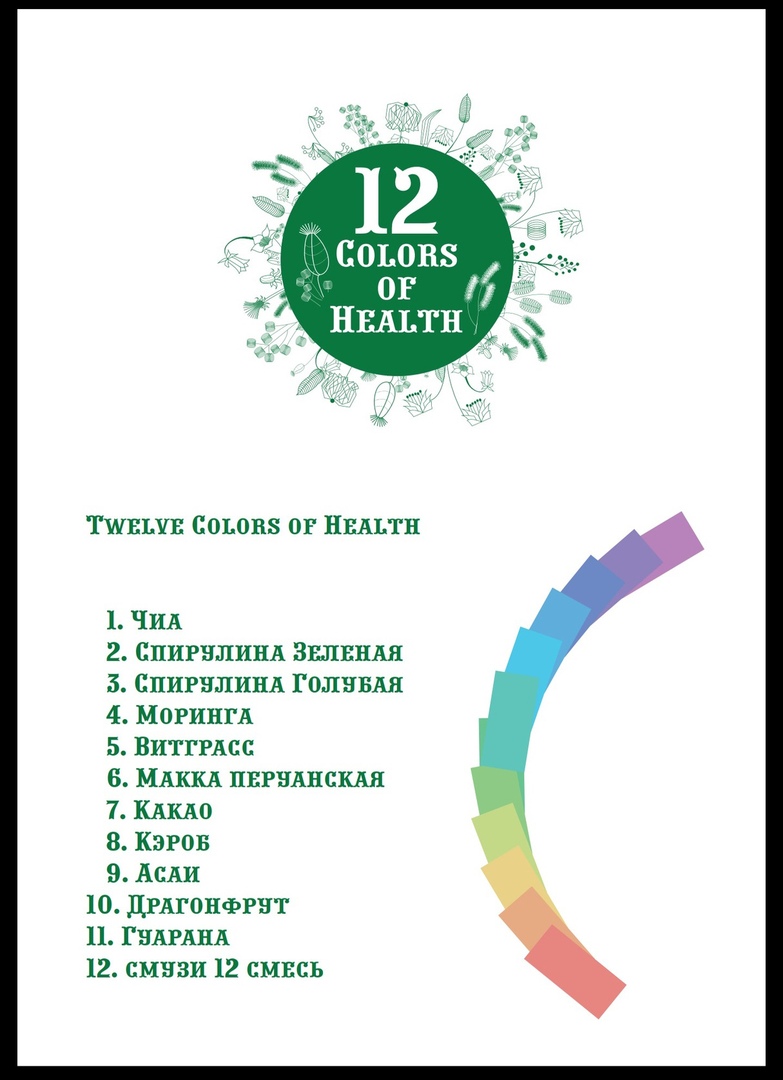 12
Colors
of
Health
Twelve Colors of Health
1. Чиа
2. Спирулина Зеленая
3. Спирулина Голубая
4. Моринга
5. Витграсс
6. Макка перуанская
7. Какао
8. Кэроб
9. Асаи
10. Драгонфрут
11. Гуарана
12. смузи 12 смесь